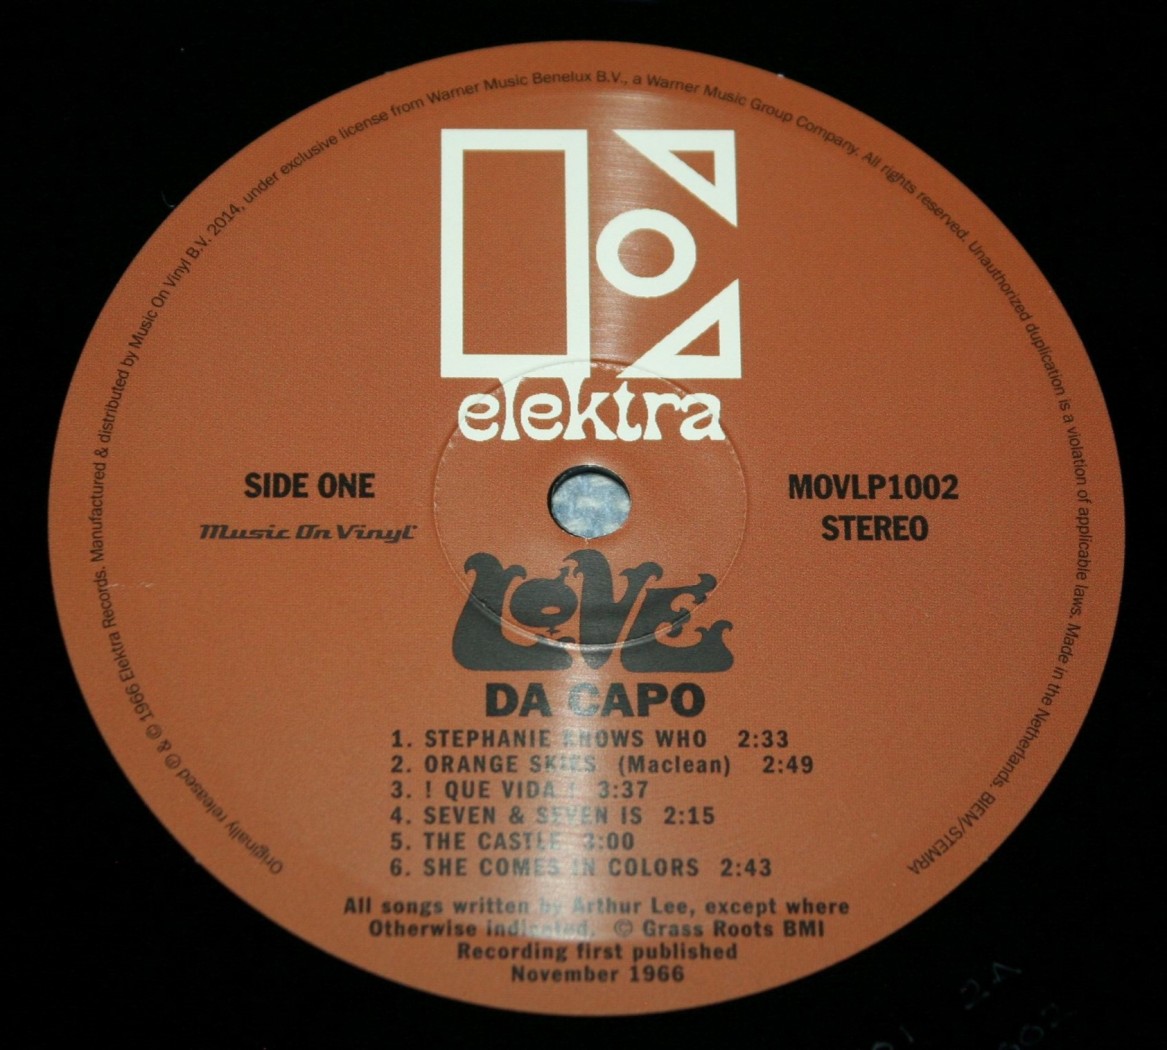 Originally released ℗ & © 1966 Elektra Records. Manufactured & distributed by Music On Vinyl B.V. 2014, under exclusive license from Warner Music Benelux B.V., a Warner Music Group Company. All rights reserved. Unauthorized duplication is a violation of applicable laws. Made in the Netherlands. BIEM/STEMRA
elektra
SIDE ONE
Music On Vinyl
MOVLP1002
STEREO
LOVE
DA CAPO
1. STEPHANIE KNOWS WHO 2:33
2. ORANGE SKIES (Maclean) 2:49
3. ! QUE VIDA ! 3:37
4. SEVEN & SEVEN IS 2:15
5. THE CASTLE 3:00
6. SHE COMES IN COLORS 2:43
All songs written by Arthur Lee, except where
Otherwise indicated. © Grass Roots BMI
Recording first published
November 1966